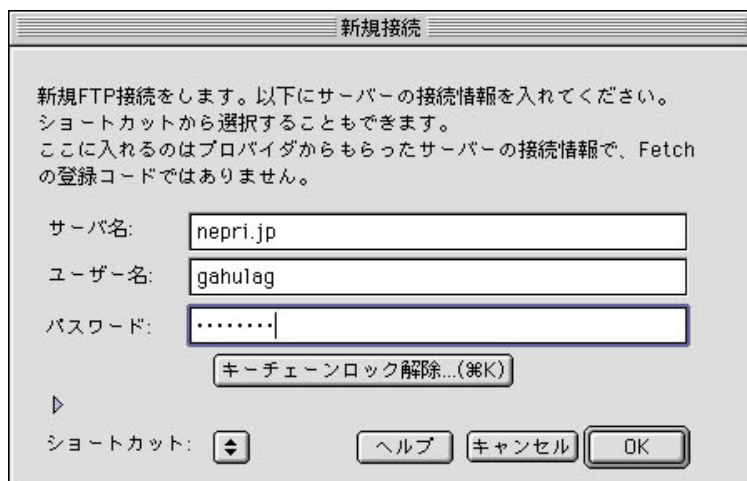 新規接続
新規FTP接続をします。以下にサーバーの接続情報を入れてください。
ショートカットから選択することもできます。
ここに入れるのはプロバイダからもらったサーバーの接続情報で、Fetch
の登録コードではありません。
サーバ名: nepri.jp
ユーザー名: gahulag
パスワード: ••••••••
キーチェーンロック解除...(⌘K)
ショートカット: ヘルプ キャンセル OK